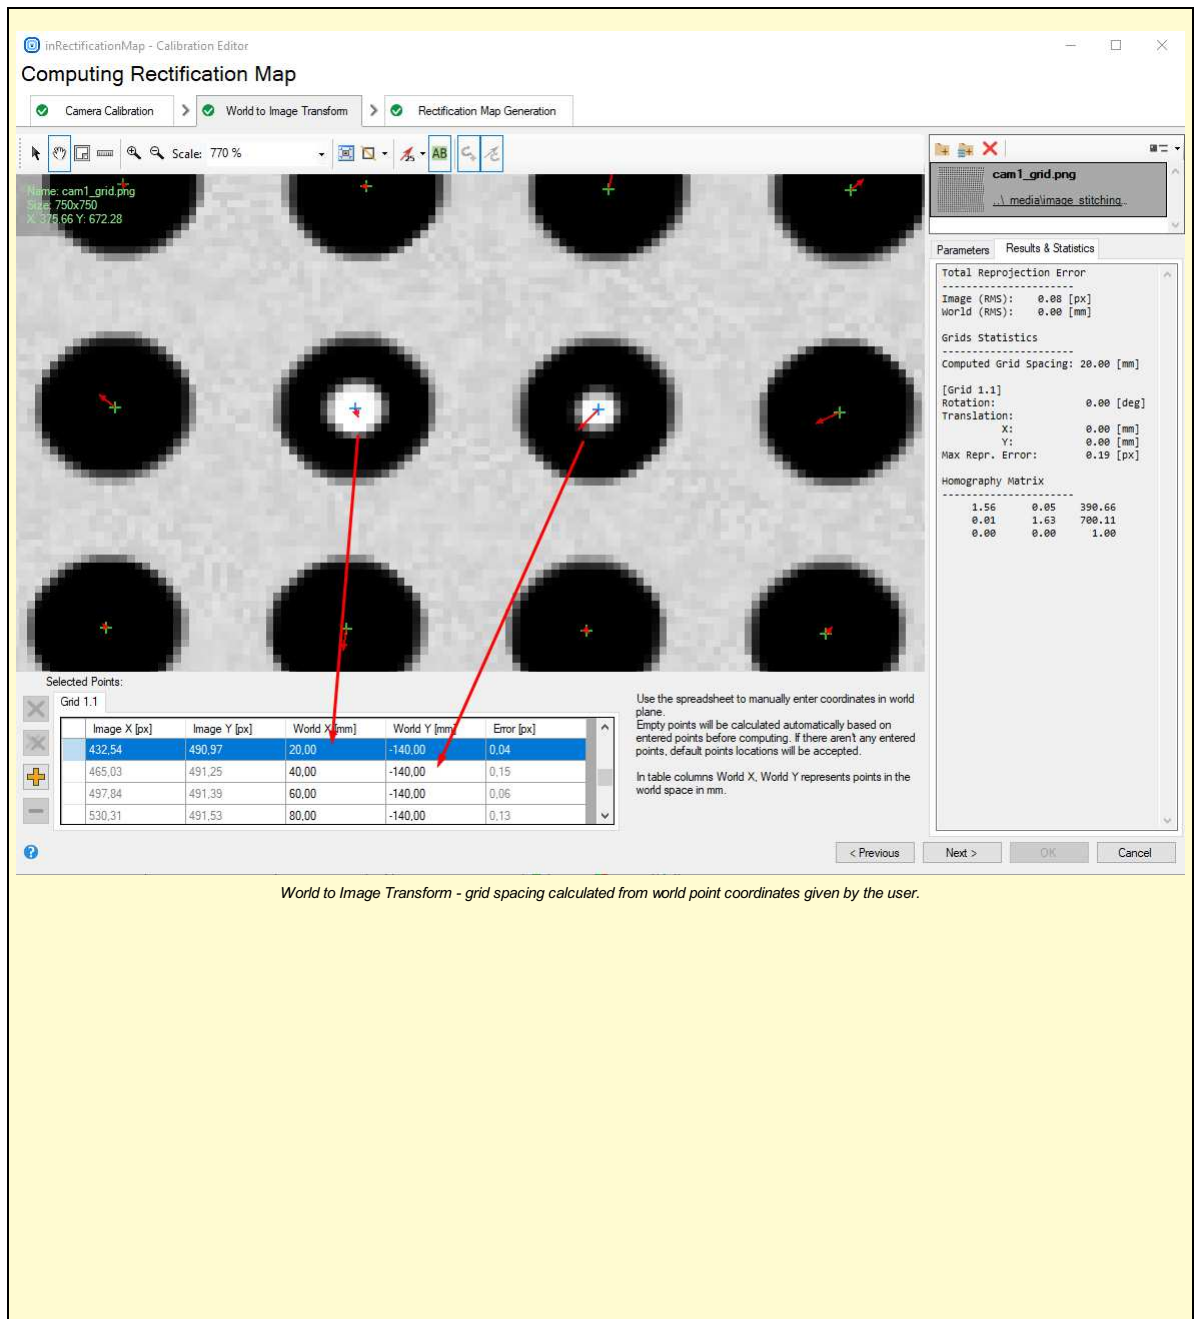 inRectificationMap - Calibration Editor
Computing Rectification Map
Camera Calibration
World to Image Transform
Rectification Map Generation
Scale: 770 %
AB
Name: cam1_grid.png
Size: 750x750
X: 375.66 Y: 672.28
cam1_grid.png
..\_media\image_stitching..
Parameters Results & Statistics
Total Reprojection Error
----------------------
Image (RMS): 0.08 [px]
World (RMS): 0.00 [mm]
Grids Statistics
----------------------
Computed Grid Spacing: 20.00 [mm]
[Grid 1.1]
Rotation: 0.00 [deg]
Translation:
X: 0.00 [mm]
Y: 0.00 [mm]
Max Repr. Error: 0.19 [px]
Homography Matrix
----------------------
1.56 0.05 390.66
0.01 1.63 700.11
0.00 0.00 1.00
Selected Points:
Grid 1.1
Image X [px] Image Y [px] World X [mm] World Y [mm] Error [px]
432,54 490,97 20,00 -140,00 0,04
465,03 491,25 40,00 -140,00 0,15
497,84 491,39 60,00 -140,00 0,06
530,31 491,53 80,00 -140,00 0,13
Use the spreadsheet to manually enter coordinates in world
plane.
Empty points will be calculated automatically based on
entered points before computing. If there aren't any entered
points, default points locations will be accepted.
In table columns World X, World Y represents points in the
world space in mm.
< Previous
Next >
OK
Cancel
World to Image Transform - grid spacing calculated from world point coordinates given by the user.